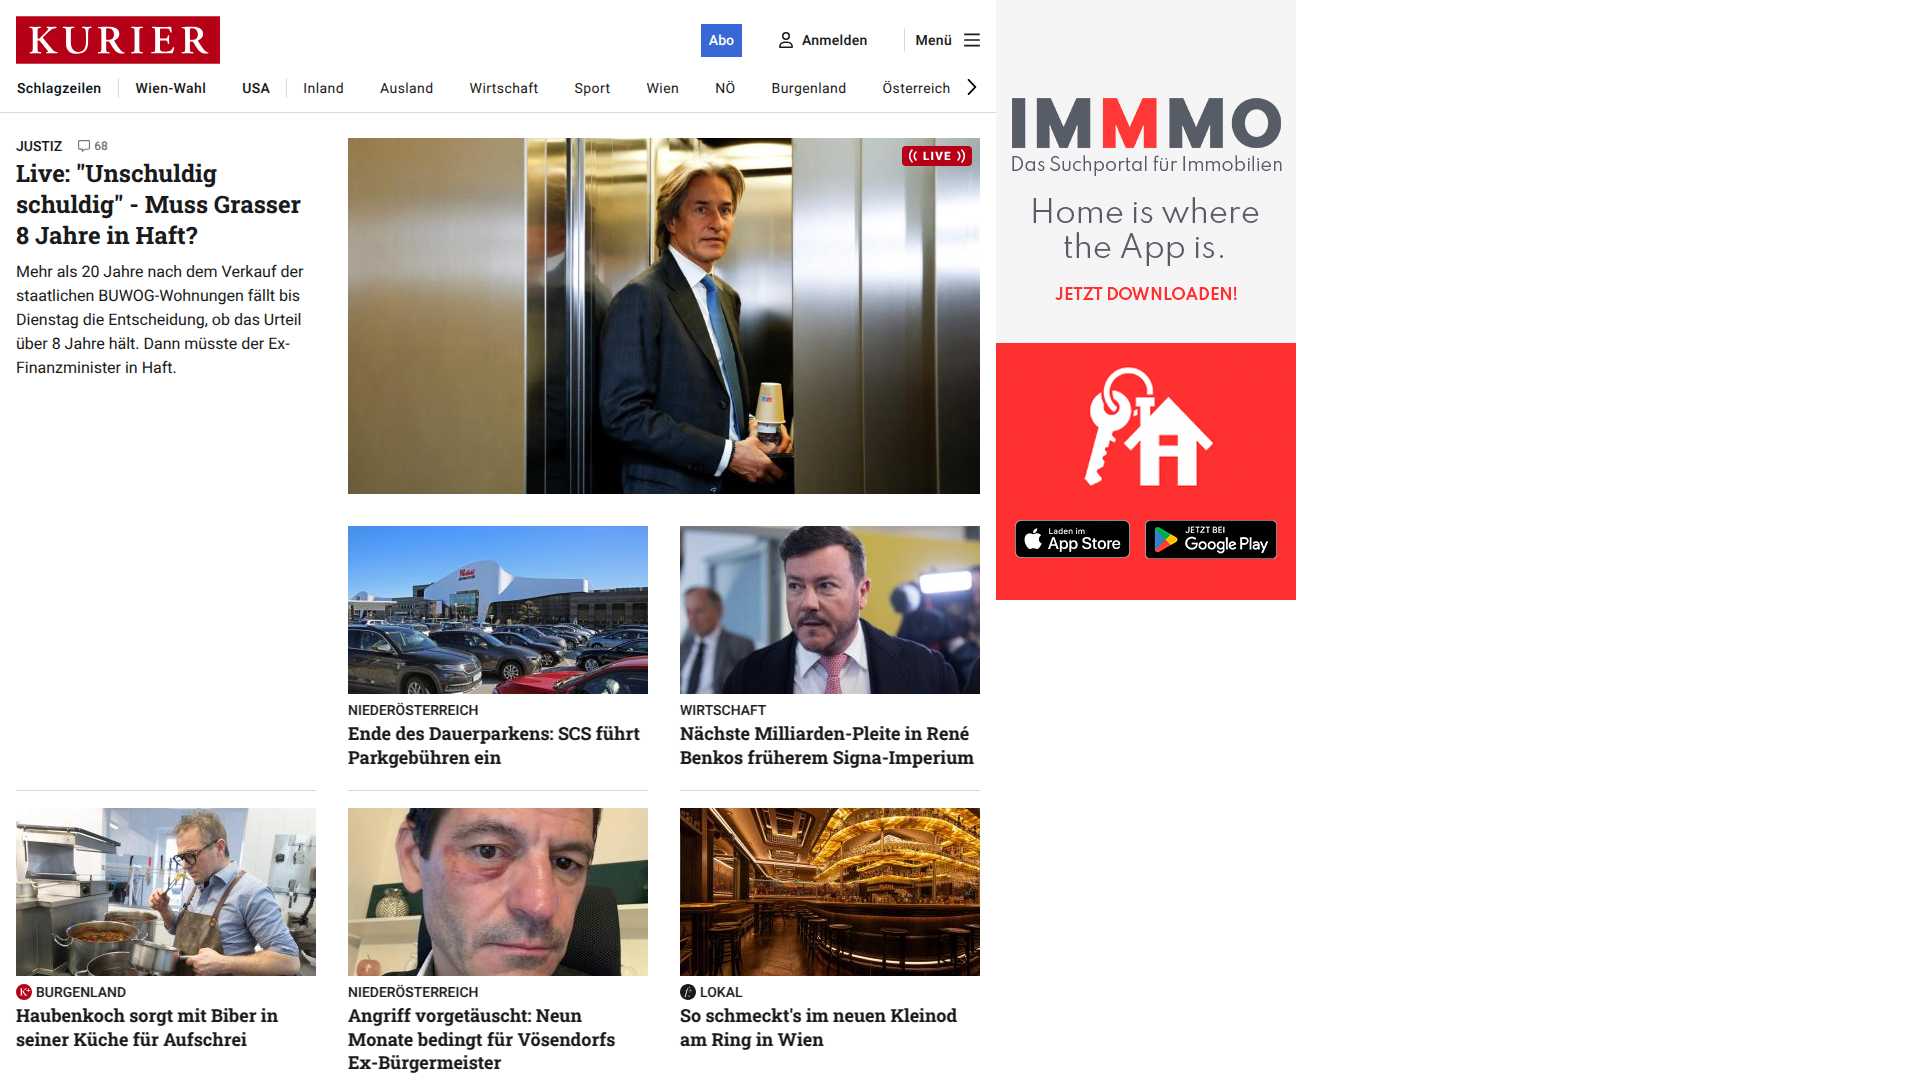 KURIER
Abo
Anmelden
Menü
Schlagzeilen
Wien-Wahl
USA
Inland
Ausland
Wirtschaft
Sport
Wien
NÖ
Burgenland
Österreich
JUSTIZ 68
Live: "Unschuldig
schuldig" - Muss Grasser
8 Jahre in Haft?
Mehr als 20 Jahre nach dem Verkauf der
staatlichen BUWOG-Wohnungen fällt bis
Dienstag die Entscheidung, ob das Urteil
über 8 Jahre hält. Dann müsste der Ex-
Finanzminister in Haft.
LIVE
NIEDERÖSTERREICH
Ende des Dauerparkens: SCS führt
Parkgebühren ein
WIRTSCHAFT
Nächste Milliarden-Pleite in René
Benkos früherem Signa-Imperium
K+ BURGENLAND
Haubenkoch sorgt mit Biber in
seiner Küche für Aufschrei
NIEDERÖSTERREICH
Angriff vorgetäuscht: Neun
Monate bedingt für Vösendorfs
Ex-Bürgermeister
LOKAL
So schmeckt's im neuen Kleinod
am Ring in Wien
IMMMO
Das Suchportal für Immobilien
Home is where
the App is.
JETZT DOWNLOADEN!
Laden im
App Store
JETZT BEI
Google Play